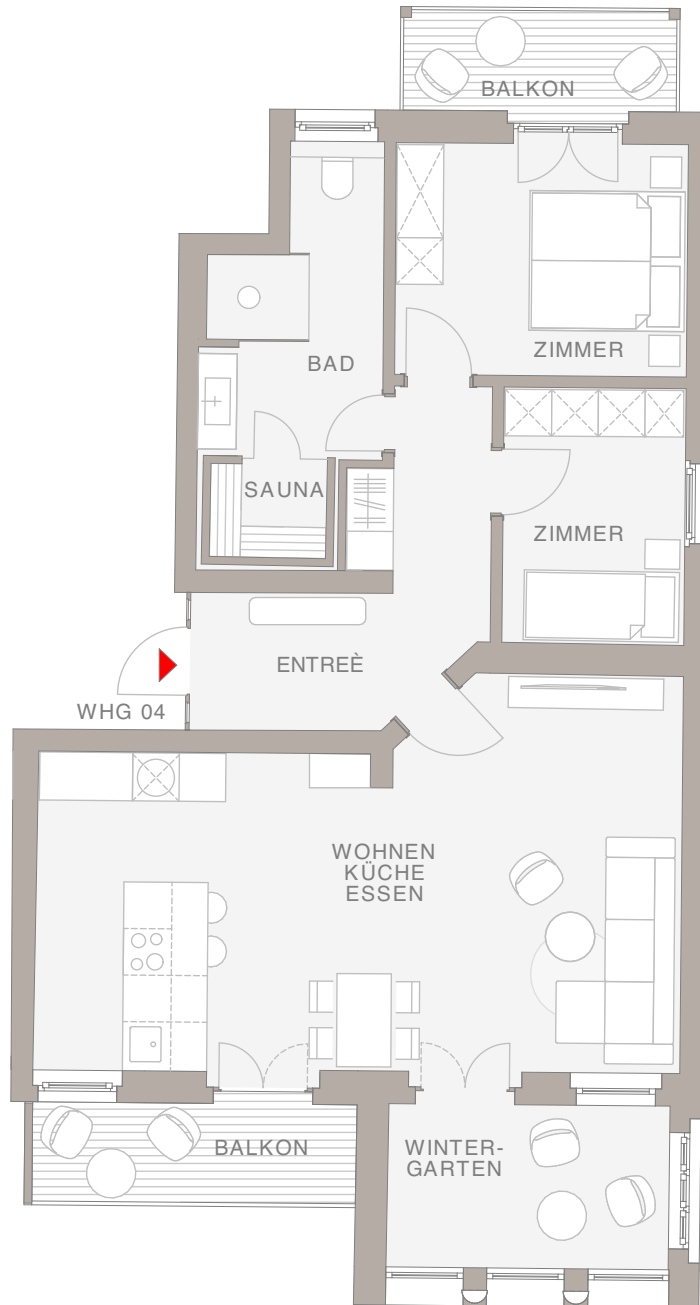 BALKON
ZIMMER
BAD
SAUNA
ZIMMER
ENTREÈ
WHG 04
WOHNEN
KÜCHE
ESSEN
BALKON
WINTER-
GARTEN